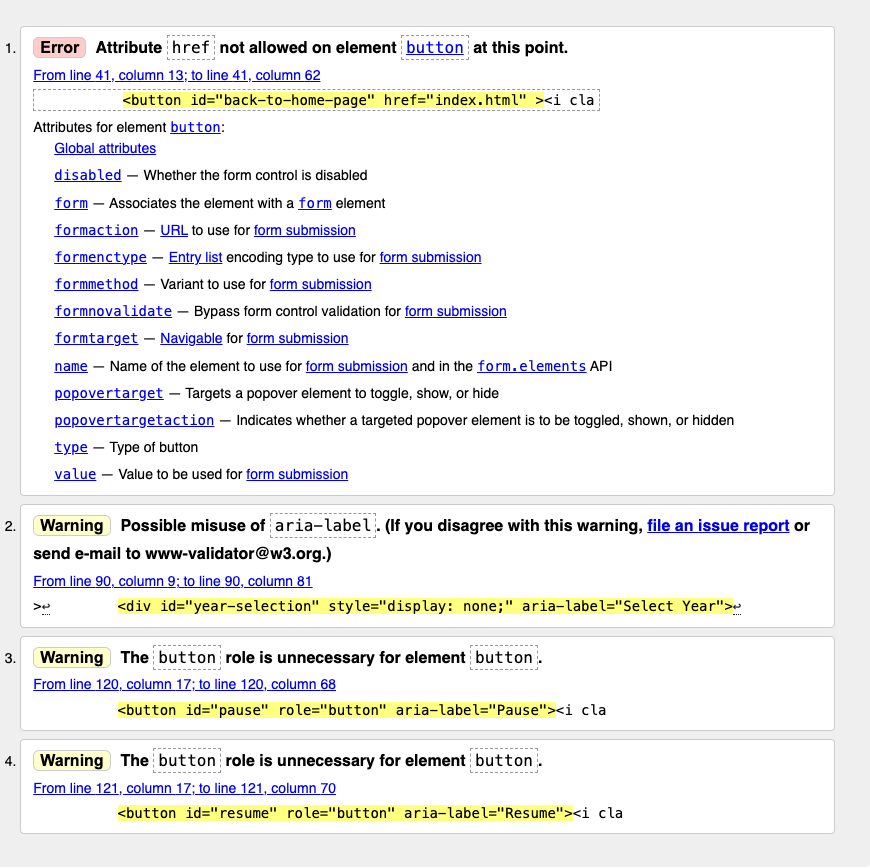 1. Error Attribute href not allowed on element button at this point.
From line 41, column 13; to line 41, column 62
<button id="back-to-home-page" href="index.html" ><i cla
Attributes for element button:
Global attributes
disabled — Whether the form control is disabled
form — Associates the element with a form element
formaction — URL to use for form submission
formenctype — Entry list encoding type to use for form submission
formmethod — Variant to use for form submission
formnovalidate — Bypass form control validation for form submission
formtarget — Navigable for form submission
name — Name of the element to use for form submission and in the form.elements API
popovertarget — Targets a popover element to toggle, show, or hide
popovertargetaction — Indicates whether a targeted popover element is to be toggled, shown, or hidden
type — Type of button
value — Value to be used for form submission
2. Warning Possible misuse of aria-label. (If you disagree with this warning, file an issue report or
send e-mail to www-validator@w3.org.)
From line 90, column 9; to line 90, column 81
>↩ <div id="year-selection" style="display: none;" aria-label="Select Year">↩
3. Warning The button role is unnecessary for element button.
From line 120, column 17; to line 120, column 68
<button id="pause" role="button" aria-label="Pause"><i cla
4. Warning The button role is unnecessary for element button.
From line 121, column 17; to line 121, column 70
<button id="resume" role="button" aria-label="Resume"><i cla